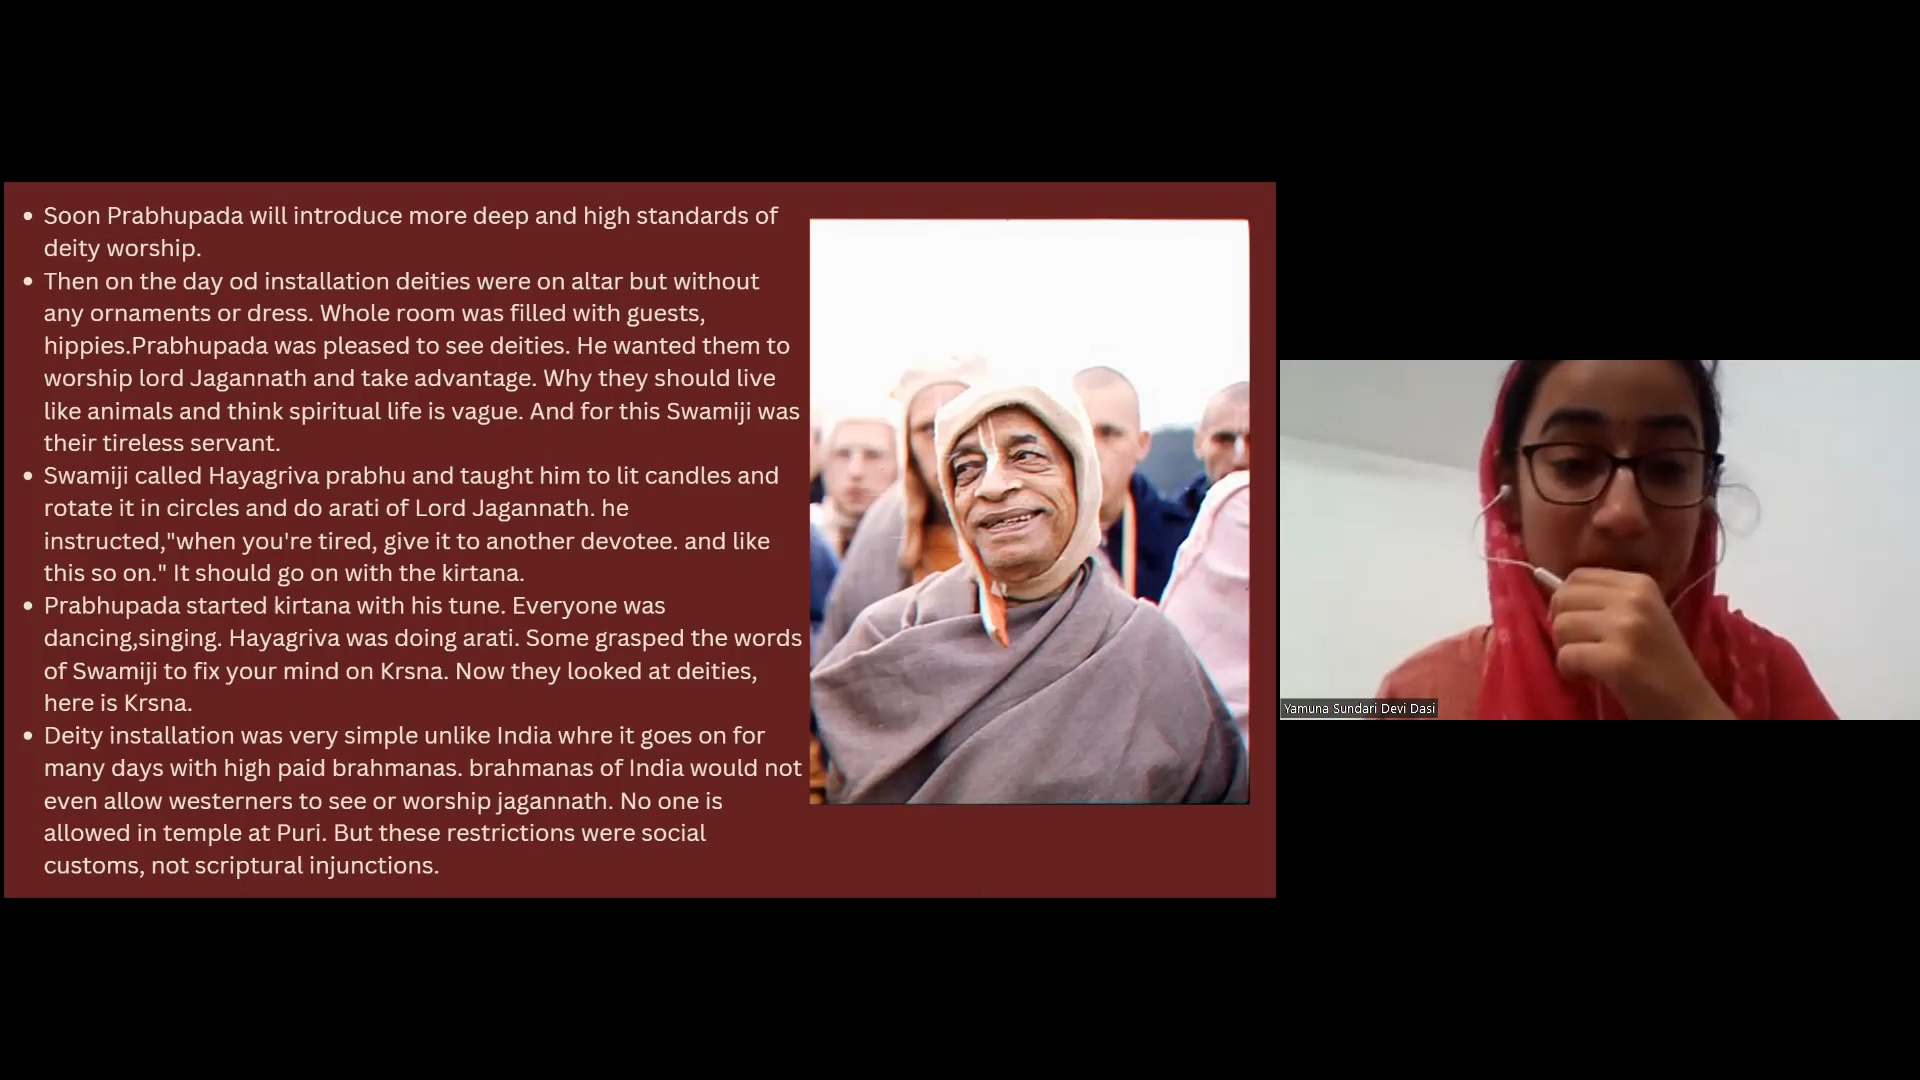 • Soon Prabhupada will introduce more deep and high standards of
deity worship.
• Then on the day od installation deities were on altar but without
any ornaments or dress. Whole room was filled with guests,
hippies.Prabhupada was pleased to see deities. He wanted them to
worship lord Jagannath and take advantage. Why they should live
like animals and think spiritual life is vague. And for this Swamiji was
their tireless servant.
• Swamiji called Hayagriva prabhu and taught him to lit candles and
rotate it in circles and do arati of Lord Jagannath. he
instructed,"when you're tired, give it to another devotee. and like
this so on." It should go on with the kirtana.
• Prabhupada started kirtana with his tune. Everyone was
dancing,singing. Hayagriva was doing arati. Some grasped the words
of Swamiji to fix your mind on Krsna. Now they looked at deities,
here is Krsna.
• Deity installation was very simple unlike India whre it goes on for
many days with high paid brahmanas. brahmanas of India would not
even allow westerners to see or worship jagannath. No one is
allowed in temple at Puri. But these restrictions were social
customs, not scriptural injunctions.
Yamuna Sundari Devi Dasi